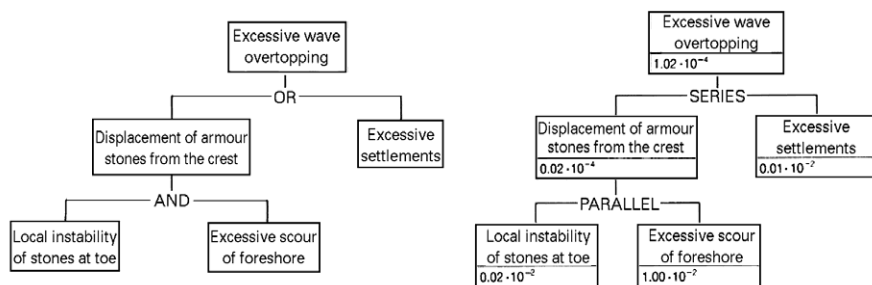 Excessive wave
overtopping
OR
Displacement of armour
stones from the crest
Excessive
settlements
AND
Local instability
of stones at toe
Excessive scour
of foreshore
Excessive wave
overtopping
1.02·10⁻⁴
SERIES
Displacement of armour
stones from the crest
0.02·10⁻⁴
Excessive
settlements
0.01·10⁻²
PARALLEL
Local instability
of stones at toe
0.02·10⁻²
Excessive scour
of foreshore
1.00·10⁻²